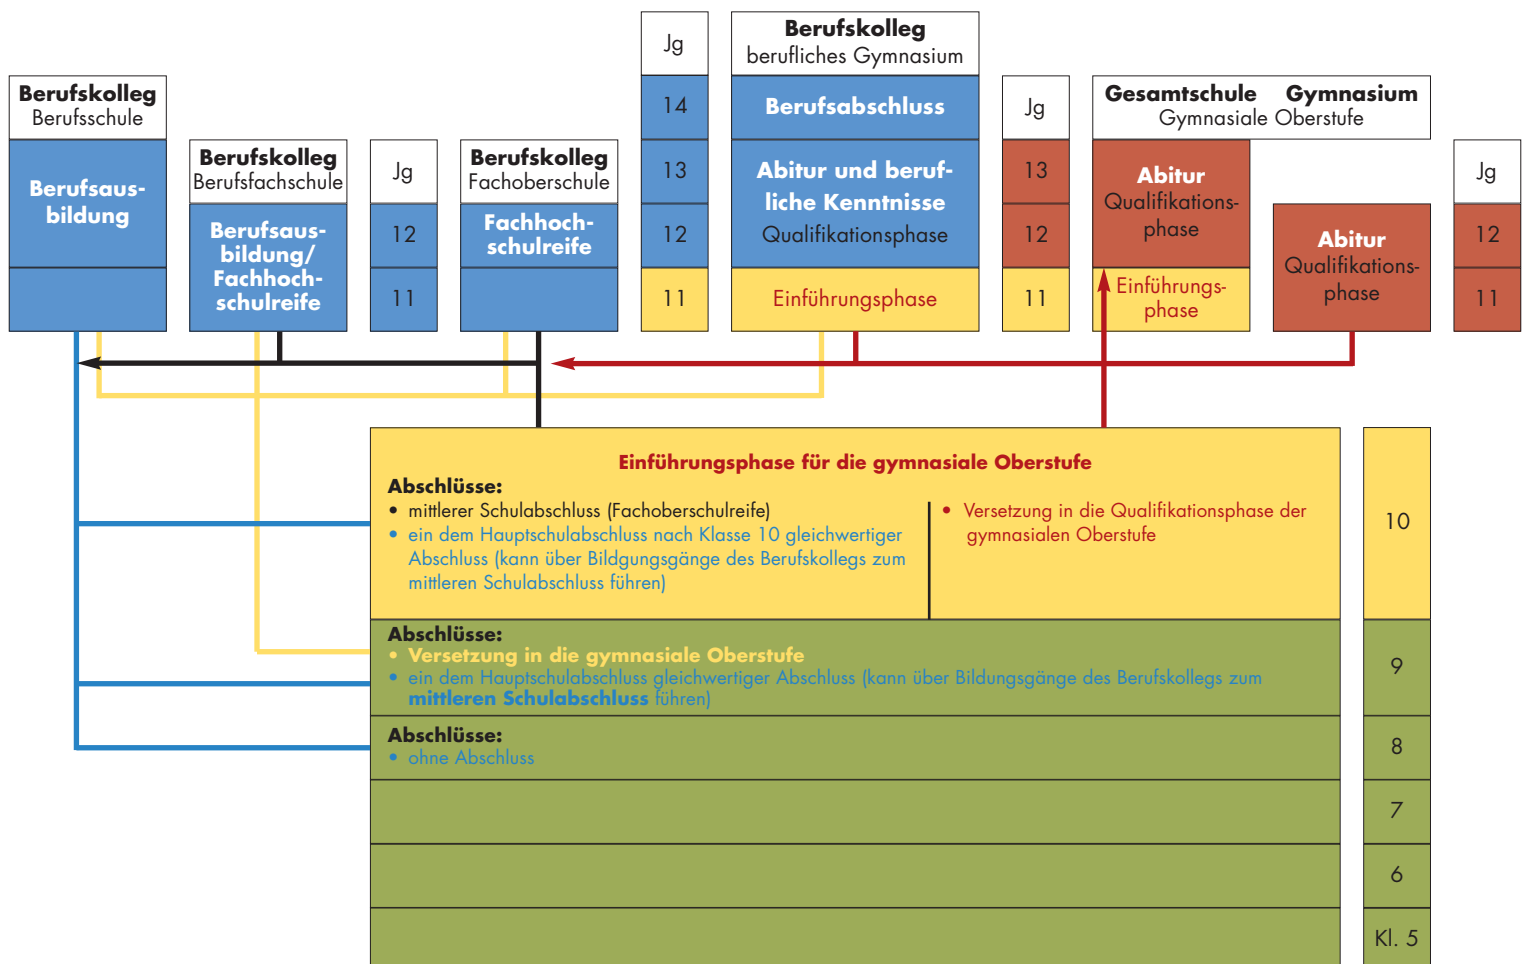 Berufskolleg
Berufsschule
Berufsaus-
bildung
Berufskolleg
Berufsfachschule
Berufsaus-
bildung/
Fachhoch-
schulreife
Jg
12
11
Berufskolleg
Fachoberschule
Fachhoch-
schulreife
Jg
14
13
12
11
Berufskolleg
berufliches Gymnasium
Berufsabschluss
Abitur und beruf-
liche Kenntnisse
Qualifikationsphase
Einführungsphase
Jg
13
12
11
Gesamtschule Gymnasium
Gymnasiale Oberstufe
Abitur
Qualifikations-
phase
Einführungs-
phase
Abitur
Qualifikations-
phase
Jg
12
11
Einführungsphase für die gymnasiale Oberstufe
Abschlüsse:
• mittlerer Schulabschluss (Fachoberschulreife)
• ein dem Hauptschulabschluss nach Klasse 10 gleichwertiger
Abschluss (kann über Bildgungsgänge des Berufskollegs zum
mittleren Schulabschluss führen)
• Versetzung in die Qualifikationsphase der
gymnasialen Oberstufe
10
Abschlüsse:
• Versetzung in die gymnasiale Oberstufe
• ein dem Hauptschulabschluss gleichwertiger Abschluss (kann über Bildungsgänge des Berufskollegs zum
mittleren Schulabschluss führen)
9
Abschlüsse:
• ohne Abschluss
8
7
6
Kl. 5